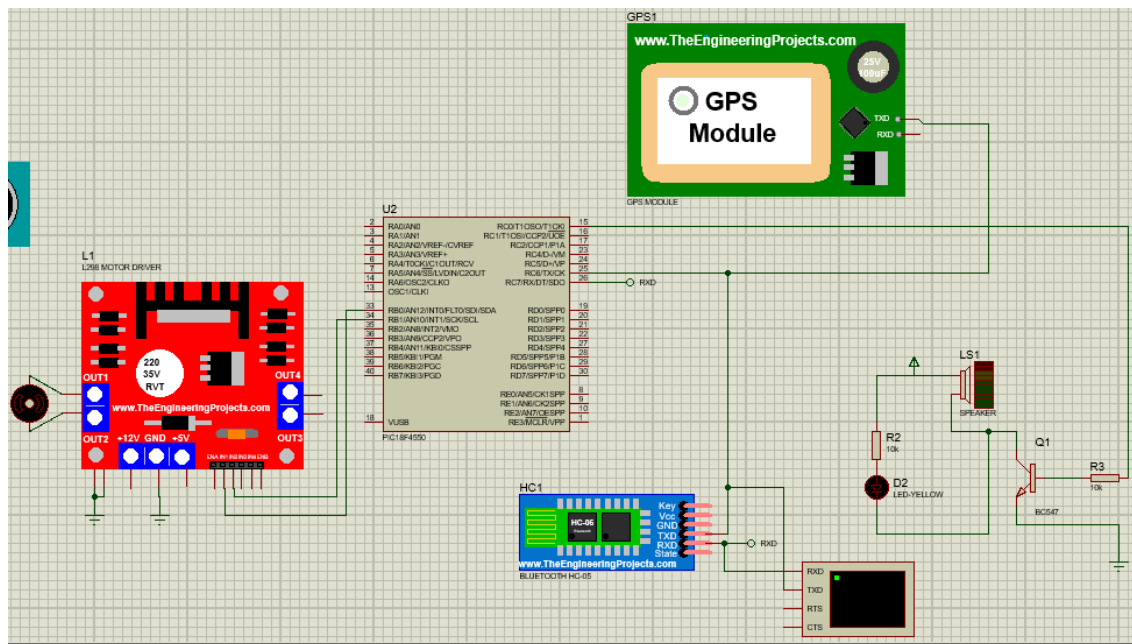 GPS1
www.TheEngineeringProjects.com
25V
100uF
GPS
Module
TXD
RXD
GPS MODULE
U2
2 RA0/AN0
3 RA1/AN1
4 RA2/AN2/VREF-/CVREF
5 RA3/AN3/VREF+
6 RA4/T0CKI/C1OUT/RCV
7 RA5/AN4/SS/LVDIN/C2OUT
14 RA6/OSC2/CLKO
13 OSC1/CLKI
33 RB0/AN12/INT0/FLT0/SDI/SDA
34 RB1/AN10/INT1/SCK/SCL
35 RB2/AN8/INT2/VMO
36 RB3/AN9/CCP2/VPO
37 RB4/AN11/KBI0/CSSPP
38 RB5/KBI1/PGM
39 RB6/KBI2/PGC
40 RB7/KBI3/PGD
18 VUSB
RC0/T1OSO/T1CKI 15
RC1/T1OSI/CCP2/UOE 16
RC2/CCP1/P1A 17
RC4/D-/VM 23
RC5/D+/VP 24
RC6/TX/CK 25
RC7/RX/DT/SDO 26
RD0/SPP0 19
RD1/SPP1 20
RD2/SPP2 21
RD3/SPP3 22
RD4/SPP4 27
RD5/SPP5/P1B 28
RD6/SPP6/P1C 29
RD7/SPP7/P1D 30
RE0/AN5/CK1SPP 8
RE1/AN6/CK2SPP 9
RE2/AN7/OESPP 10
RE3/MCLR/VPP 1
PIC18F4550
RXD
L1
L298 MOTOR DRIVER
220
35V
RVT
OUT1
OUT4
www.TheEngineeringProjects.com
OUT2
+12V GND +5V
OUT3
ENA IN1 IN2 IN3 IN4 ENB
LS1
SPEAKER
R2
10k
D2
LED-YELLOW
Q1
BC547
R3
10k
HC1
HC-06
Key
Vcc
GND
TXD
RXD
State
www.TheEngineeringProjects.com
BLUETOOTH HC-05
RXD
RXD
TXD
RTS
CTS